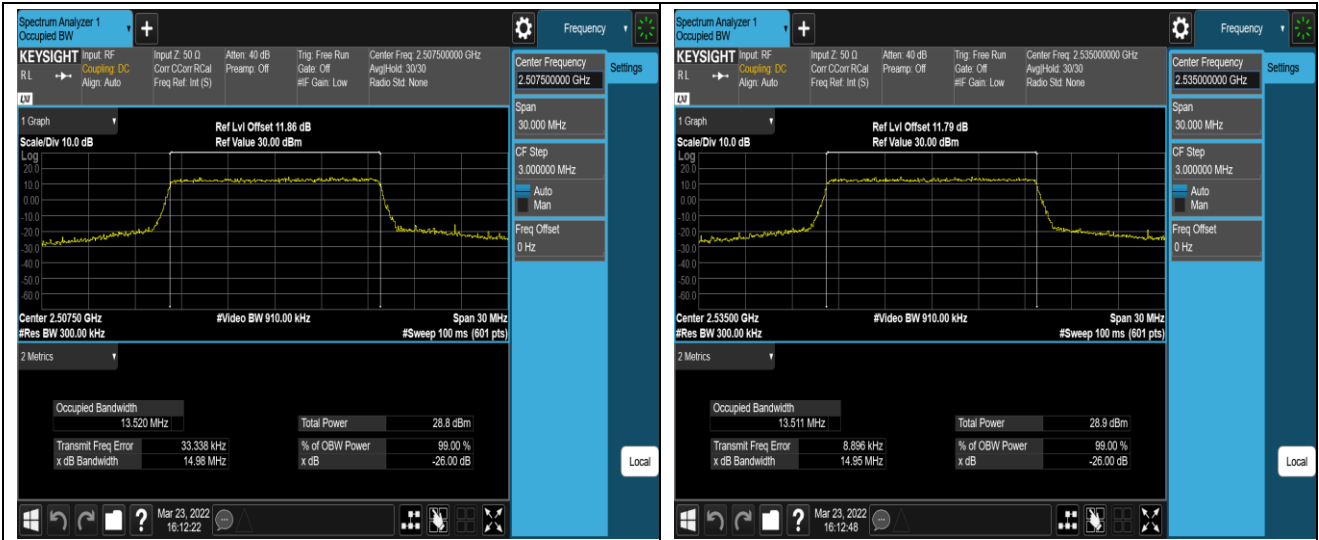 Spectrum Analyzer 1
Occupied BW
+
Frequency
KEYSIGHT
RL
LXI
Input: RF
Coupling: DC
Align: Auto
Input Z: 50 Ω
Corr CCorr RCal
Freq Ref: Int (S)
Atten: 40 dB
Preamp: Off
Trig: Free Run
Gate: Off
#IF Gain: Low
Center Freq: 2.507500000 GHz
Avg|Hold: 30/30
Radio Std: None
Center Frequency
2.507500000 GHz
Settings
Span
30.000 MHz
CF Step
3.000000 MHz
Auto
Man
Freq Offset
0 Hz
Local
1 Graph
Scale/Div 10.0 dB
Ref Lvl Offset 11.86 dB
Ref Value 30.00 dBm
Log
20.0
10.0
0.00
-10.0
-20.0
-30.0
-40.0
-50.0
-60.0
Center 2.50750 GHz
#Res BW 300.00 kHz
#Video BW 910.00 kHz
Span 30 MHz
#Sweep 100 ms (601 pts)
2 Metrics
Occupied Bandwidth
13.520 MHz
Total Power 28.8 dBm
Transmit Freq Error 33.338 kHz
% of OBW Power 99.00 %
x dB Bandwidth 14.98 MHz
x dB -26.00 dB
?
Mar 23, 2022
16:12:22
Spectrum Analyzer 1
Occupied BW
+
Frequency
KEYSIGHT
RL
LXI
Input: RF
Coupling: DC
Align: Auto
Input Z: 50 Ω
Corr CCorr RCal
Freq Ref: Int (S)
Atten: 40 dB
Preamp: Off
Trig: Free Run
Gate: Off
#IF Gain: Low
Center Freq: 2.535000000 GHz
Avg|Hold: 30/30
Radio Std: None
Center Frequency
2.535000000 GHz
Settings
Span
30.000 MHz
CF Step
3.000000 MHz
Auto
Man
Freq Offset
0 Hz
Local
1 Graph
Scale/Div 10.0 dB
Ref Lvl Offset 11.79 dB
Ref Value 30.00 dBm
Log
20.0
10.0
0.00
-10.0
-20.0
-30.0
-40.0
-50.0
-60.0
Center 2.53500 GHz
#Res BW 300.00 kHz
#Video BW 910.00 kHz
Span 30 MHz
#Sweep 100 ms (601 pts)
2 Metrics
Occupied Bandwidth
13.511 MHz
Total Power 28.9 dBm
Transmit Freq Error 8.896 kHz
% of OBW Power 99.00 %
x dB Bandwidth 14.95 MHz
x dB -26.00 dB
?
Mar 23, 2022
16:12:48